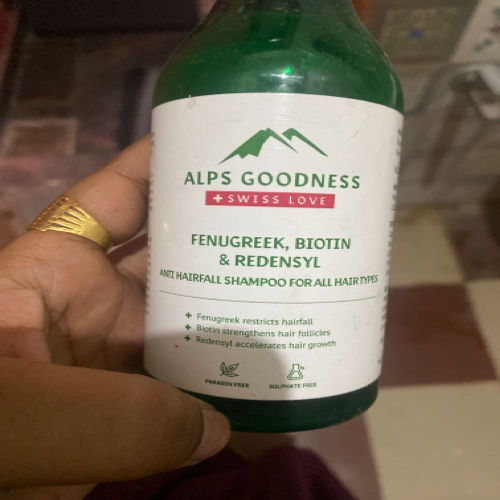 ALPS GOODNESS
SWISS LOVE
FENUGREEK, BIOTIN
& REDENSYL
ANTI HAIRFALL SHAMPOO FOR ALL HAIR TYPES
Fenugreek restricts hairfall
Biotin strengthens hair follicles
Redensyl accelerates hair growth
PARABEN FREE SULPHATE FREE